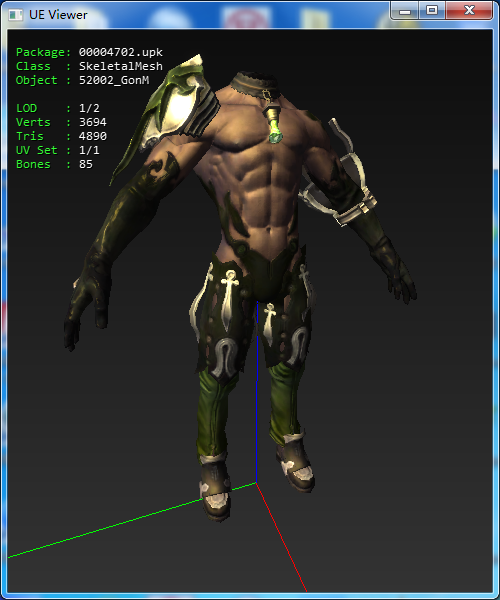 UE Viewer
Package: 00004702.upk
Class : SkeletalMesh
Object : 52002_GonM
LOD : 1/2
Verts : 3694
Tris : 4890
UV Set : 1/1
Bones : 85